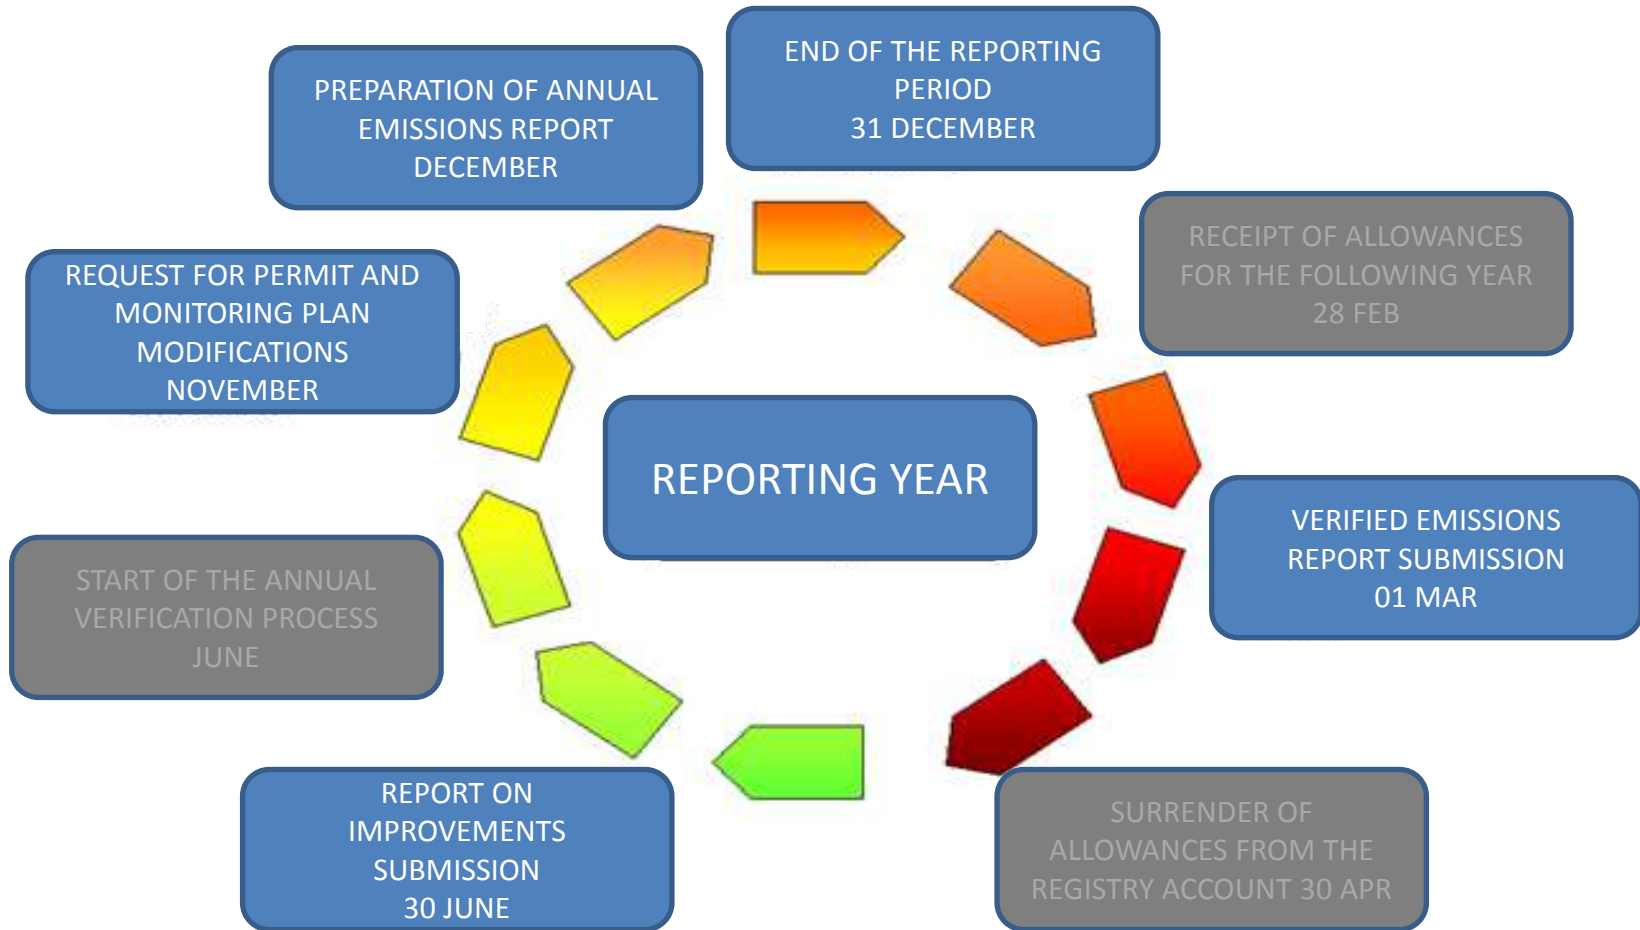 END OF THE REPORTING
PERIOD
31 DECEMBER
PREPARATION OF ANNUAL
EMISSIONS REPORT
DECEMBER
RECEIPT OF ALLOWANCES
FOR THE FOLLOWING YEAR
28 FEB
REQUEST FOR PERMIT AND
MONITORING PLAN
MODIFICATIONS
NOVEMBER
REPORTING YEAR
VERIFIED EMISSIONS
REPORT SUBMISSION
01 MAR
START OF THE ANNUAL
VERIFICATION PROCESS
JUNE
REPORT ON
IMPROVEMENTS
SUBMISSION
30 JUNE
SURRENDER OF
ALLOWANCES FROM THE
REGISTRY ACCOUNT 30 APR